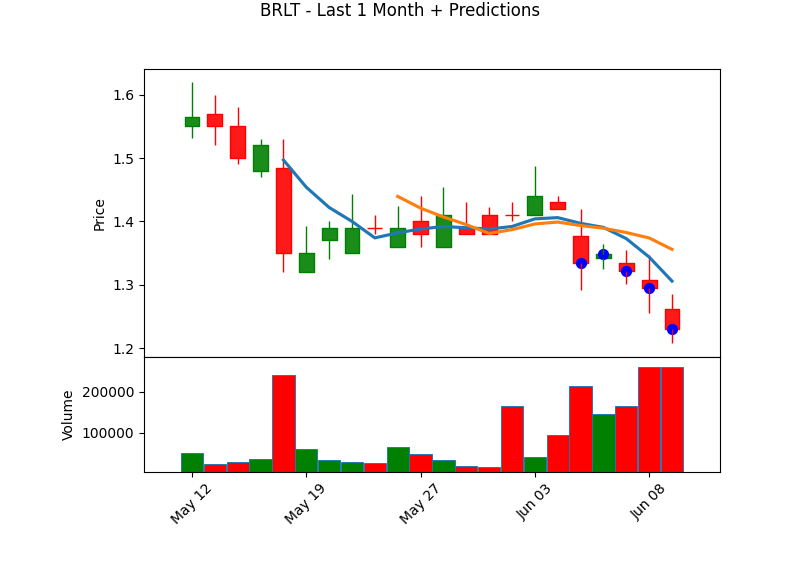 BRLT - Last 1 Month + Predictions
1.6
1.5
1.4
1.3
1.2
Price
200000
100000
Volume
May 12
May 19
May 27
Jun 03
Jun 08